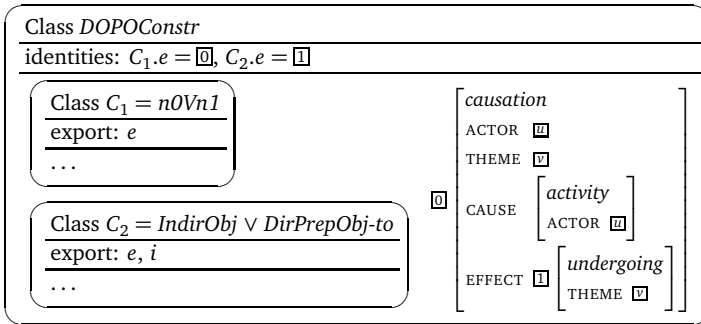 Class DOPOConstr
identities: C₁.e = 0, C₂.e = 1
Class C₁ = n0Vn1
export: e
...
Class C₂ = IndirObj ∨ DirPrepObj-to
export: e, i
...
0
causation
ACTOR u
THEME v
CAUSE
activity
ACTOR u
EFFECT 1
undergoing
THEME v